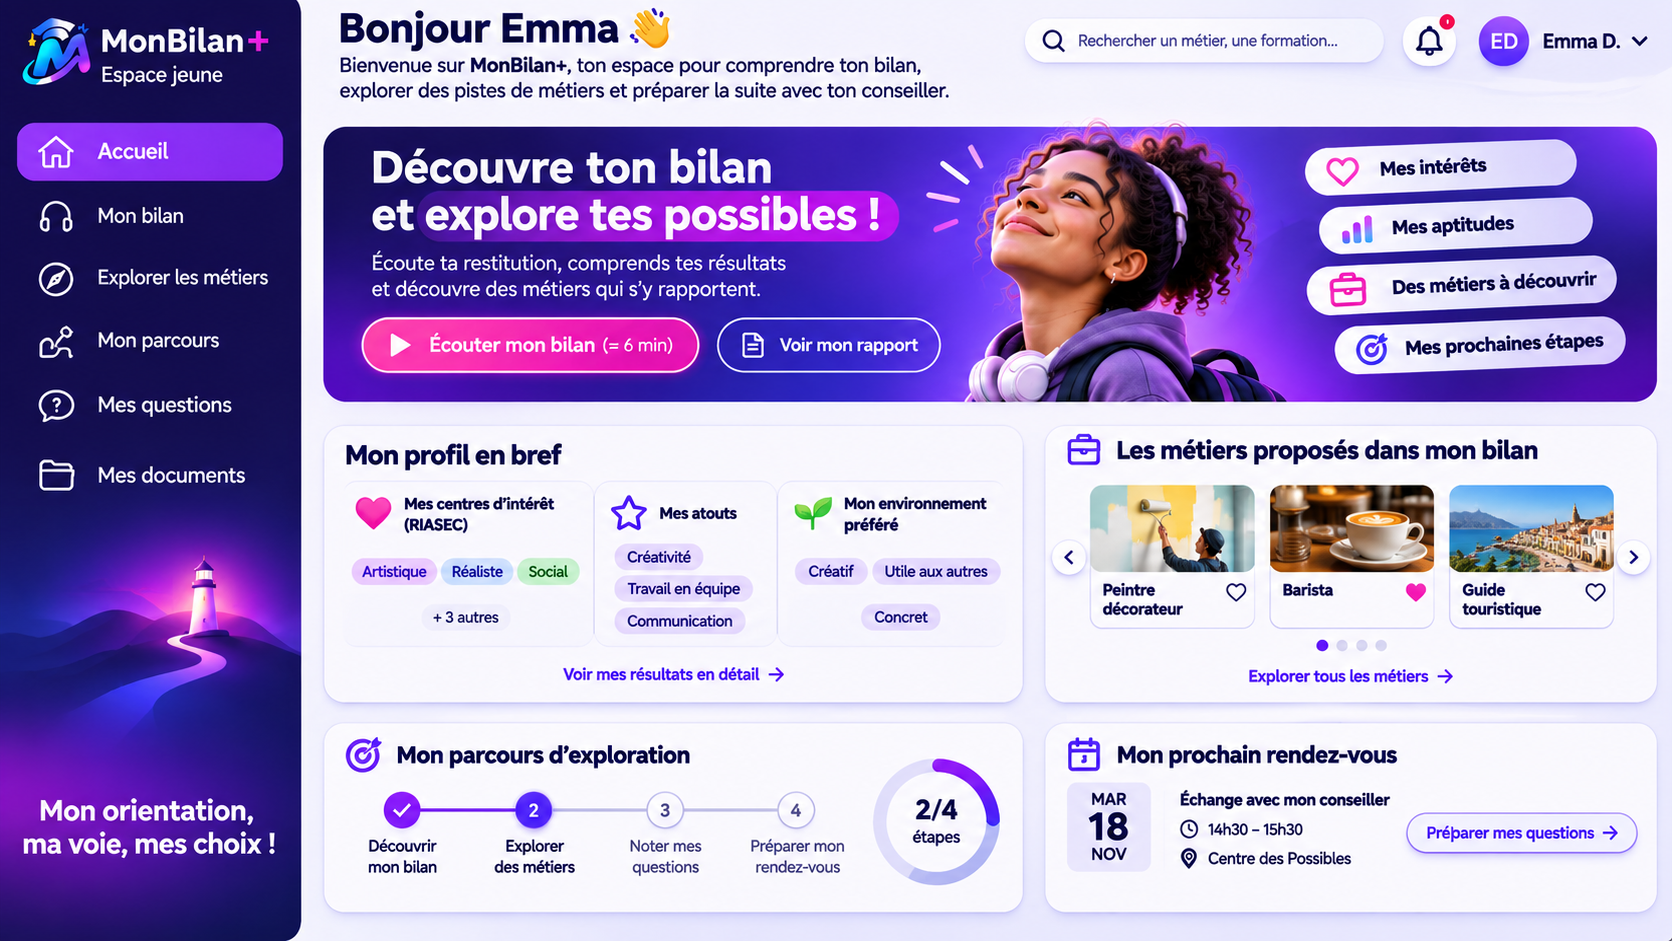 MonBilan+
Espace jeune
Accueil
Mon bilan
Explorer les métiers
Mon parcours
Mes questions
Mes documents
Mon orientation,
ma voie, mes choix !
Bonjour Emma
Bienvenue sur MonBilan+, ton espace pour comprendre ton bilan,
explorer des pistes de métiers et préparer la suite avec ton conseiller.
Rechercher un métier, une formation...
ED
Emma D.
Découvre ton bilan
et explore tes possibles !
Écoute ta restitution, comprends tes résultats
et découvre des métiers qui s'y rapportent.
Écouter mon bilan (= 6 min)
Voir mon rapport
Mes intérêts
Mes aptitudes
Des métiers à découvrir
Mes prochaines étapes
Mon profil en bref
Mes centres d'intérêt
(RIASEC)
Artistique
Réaliste
Social
+ 3 autres
Mes atouts
Créativité
Travail en équipe
Communication
Mon environnement
préféré
Créatif
Utile aux autres
Concret
Voir mes résultats en détail →
Les métiers proposés dans mon bilan
Peintre
décorateur
Barista
Guide
touristique
Explorer tous les métiers →
Mon parcours d'exploration
Découvrir
mon bilan
2
Explorer
des métiers
3
Noter mes
questions
4
Préparer mon
rendez-vous
2/4
étapes
Mon prochain rendez-vous
MAR
18
NOV
Échange avec mon conseiller
14h30 – 15h30
Centre des Possibles
Préparer mes questions →